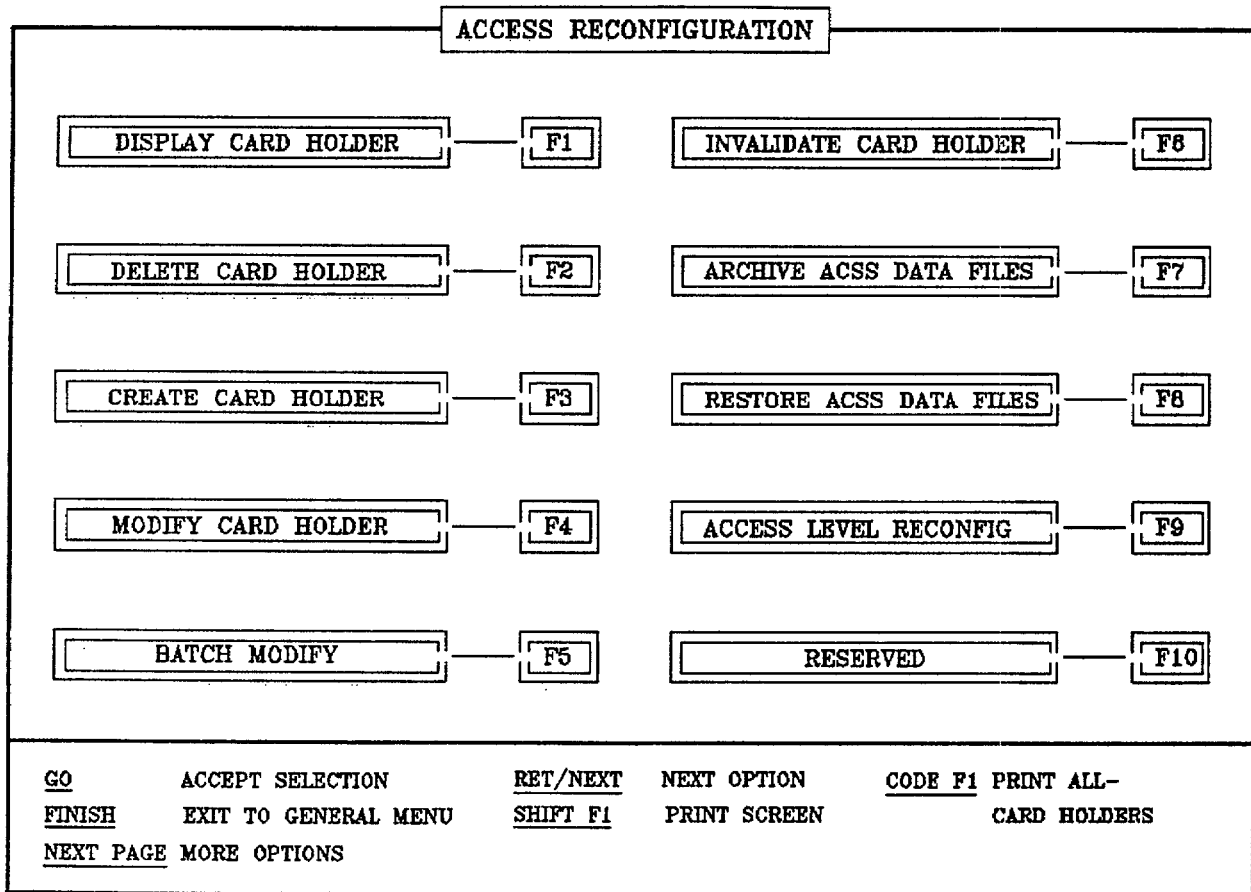 ACCESS RECONFIGURATION
DISPLAY CARD HOLDER F1
DELETE CARD HOLDER F2
CREATE CARD HOLDER F3
MODIFY CARD HOLDER F4
BATCH MODIFY F5
INVALIDATE CARD HOLDER F6
ARCHIVE ACSS DATA FILES F7
RESTORE ACSS DATA FILES F8
ACCESS LEVEL RECONFIG F9
RESERVED F10
GO ACCEPT SELECTION
FINISH EXIT TO GENERAL MENU
NEXT PAGE MORE OPTIONS
RET/NEXT NEXT OPTION
SHIFT F1 PRINT SCREEN
CODE F1 PRINT ALL-
CARD HOLDERS